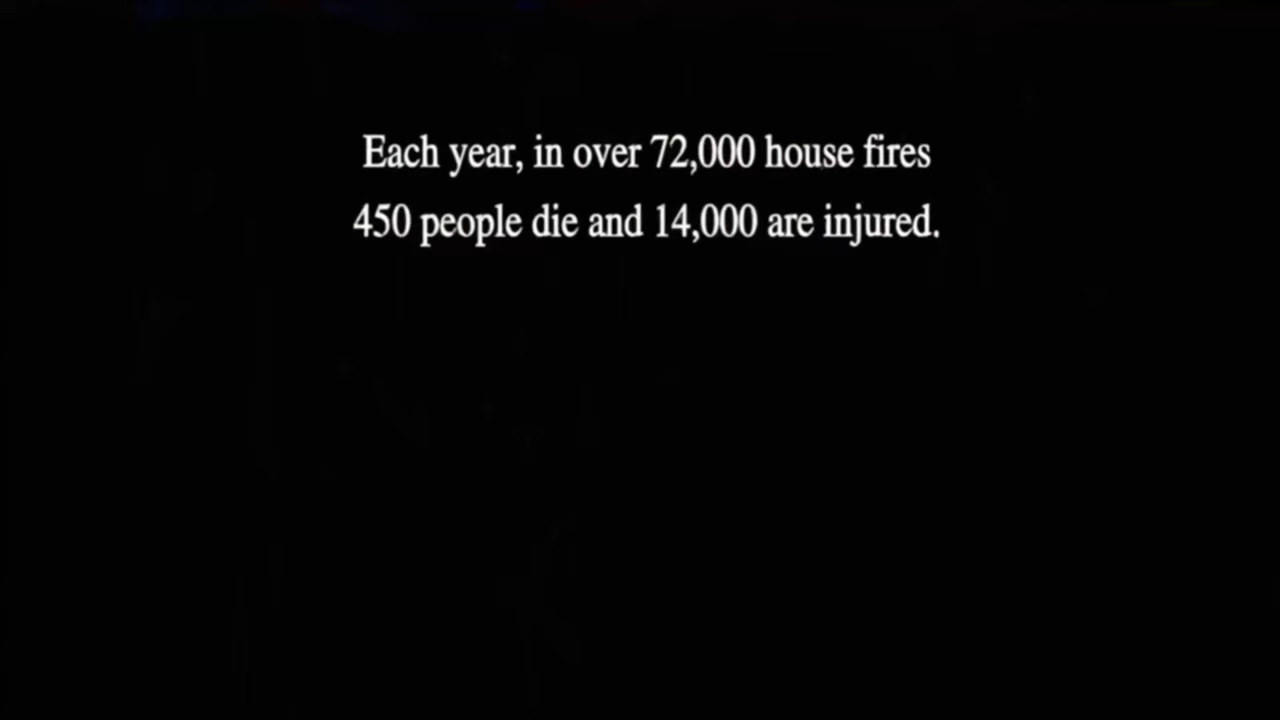 Each year, in over 72,000 house fires
450 people die and 14,000 are injured.